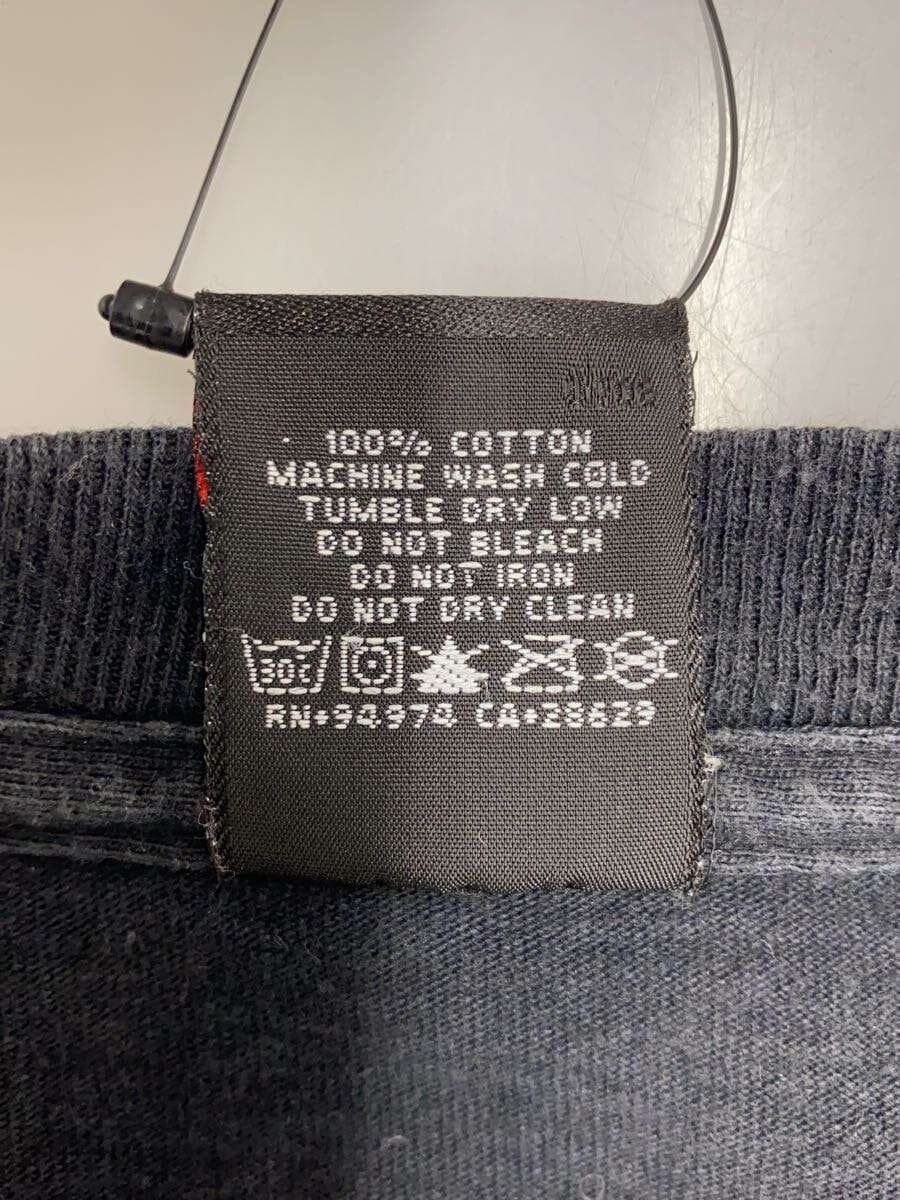 100% COTTON
MACHINE WASH COLD
TUMBLE DRY LOW
DO NOT BLEACH
DO NOT IRON
DO NOT DRY CLEAN
30C
RN+94974 CA+28829